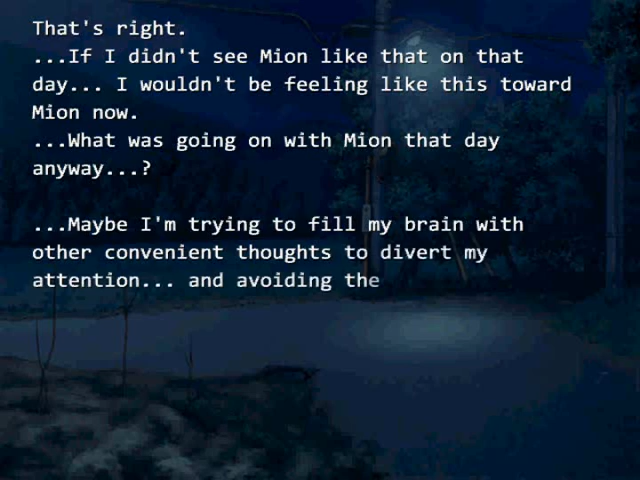 That's right.
...If I didn't see Mion like that on that
day... I wouldn't be feeling like this toward
Mion now.
...What was going on with Mion that day
anyway...?
...Maybe I'm trying to fill my brain with
other convenient thoughts to divert my
attention... and avoiding the